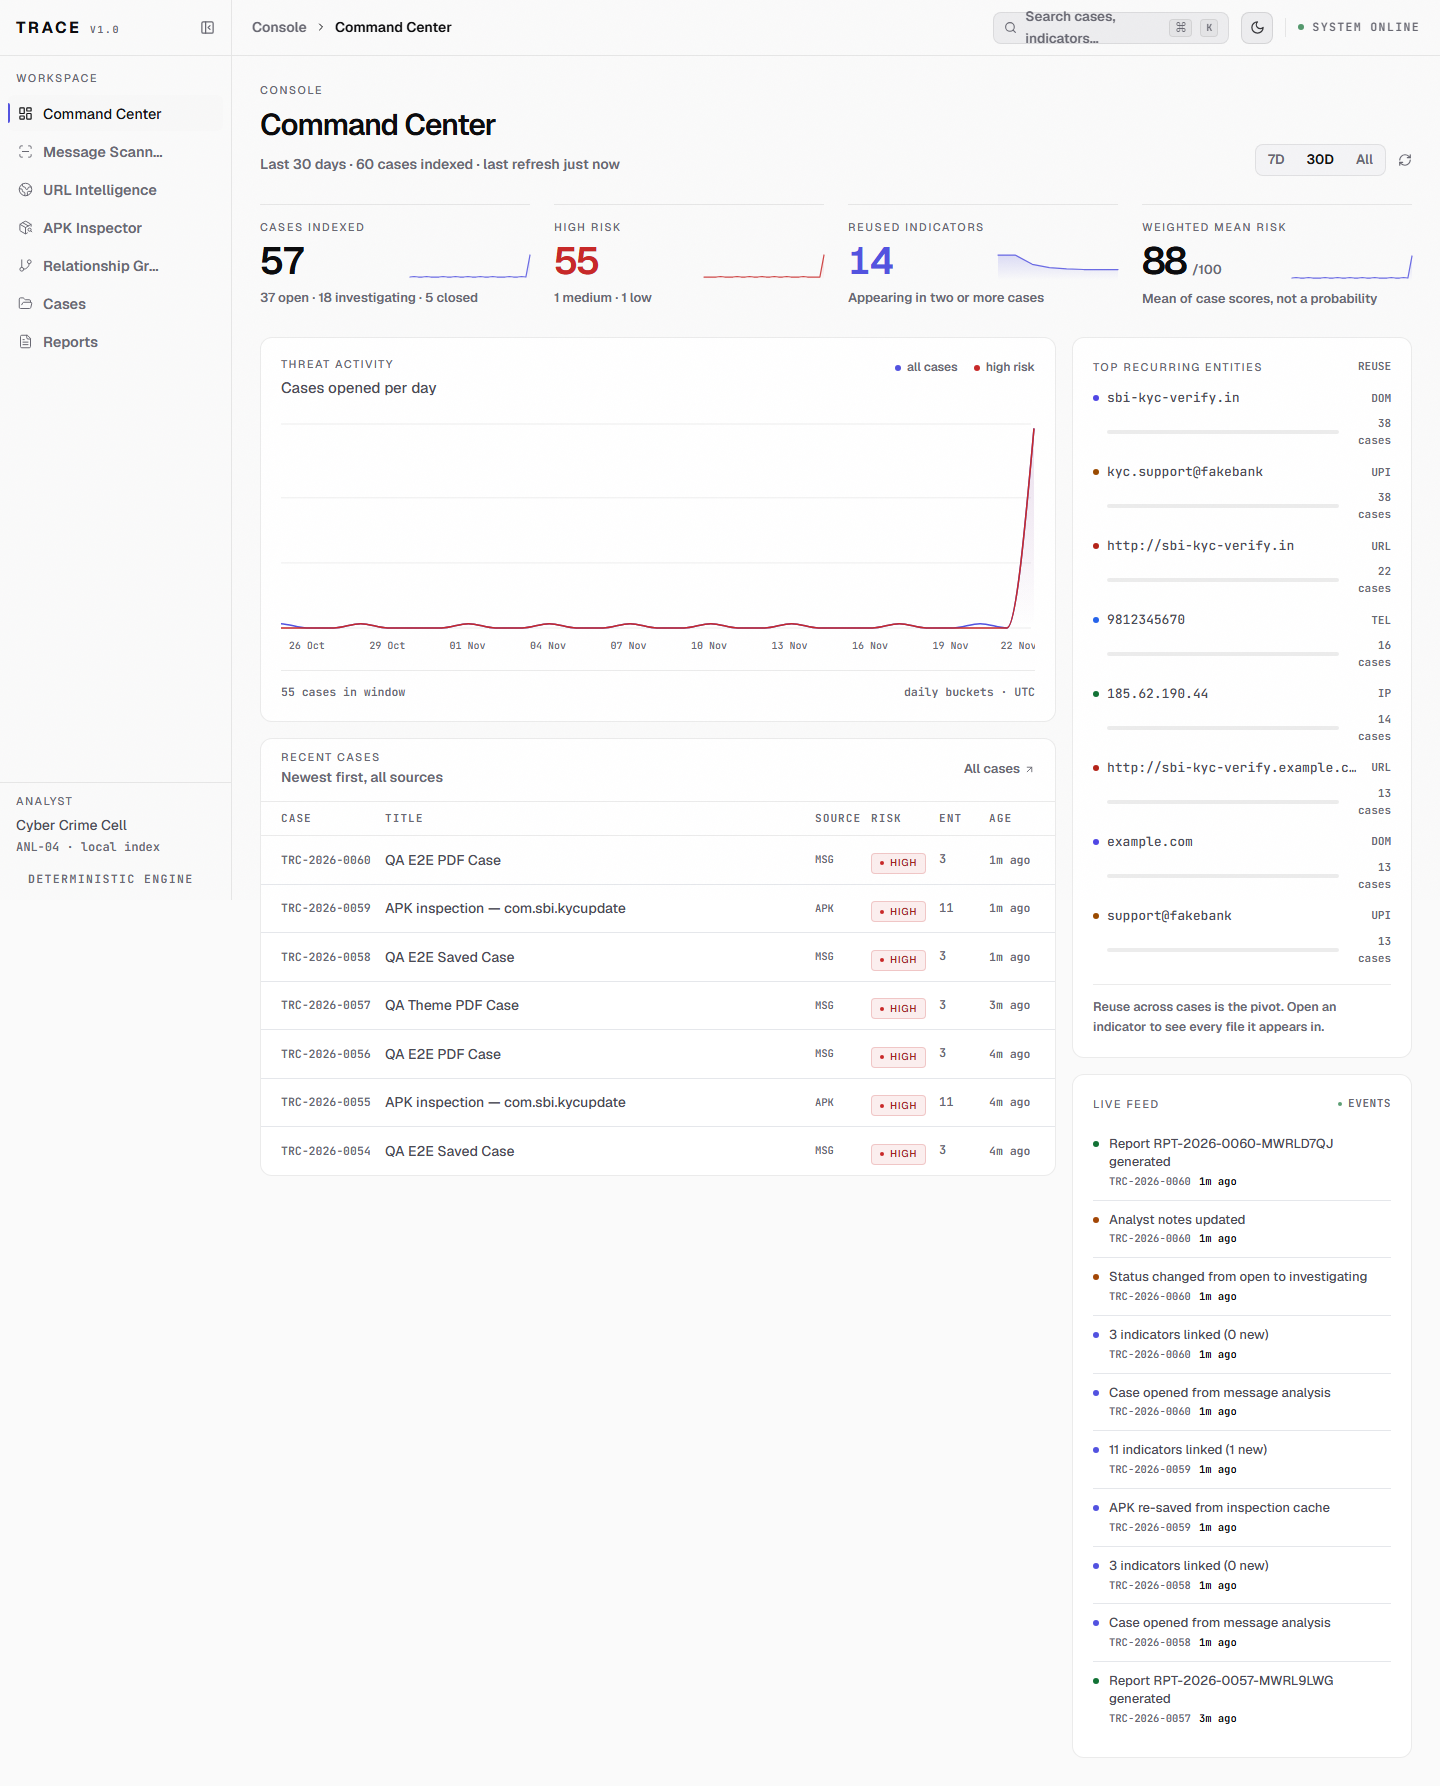 TRACE V1.0
WORKSPACE
Command Center
Message Scann...
URL Intelligence
APK Inspector
Relationship Gr...
Cases
Reports
ANALYST
Cyber Crime Cell
ANL-04 · local index
DETERMINISTIC ENGINE
Console > Command Center
Search cases, indicators...
⌘ K
SYSTEM ONLINE
CONSOLE
Command Center
Last 30 days · 60 cases indexed · last refresh just now
7D 30D All
CASES INDEXED
57
37 open · 18 investigating · 5 closed
HIGH RISK
55
1 medium · 1 low
REUSED INDICATORS
14
Appearing in two or more cases
WEIGHTED MEAN RISK
88 /100
Mean of case scores, not a probability
THREAT ACTIVITY
Cases opened per day
all cases high risk
26 Oct 29 Oct 01 Nov 04 Nov 07 Nov 10 Nov 13 Nov 16 Nov 19 Nov 22 Nov
55 cases in window daily buckets · UTC
RECENT CASES
Newest first, all sources
All cases
CASE TITLE SOURCE RISK ENT AGE
TRC-2026-0060 QA E2E PDF Case MSG HIGH 3 1m ago
TRC-2026-0059 APK inspection — com.sbi.kycupdate APK HIGH 11 1m ago
TRC-2026-0058 QA E2E Saved Case MSG HIGH 3 1m ago
TRC-2026-0057 QA Theme PDF Case MSG HIGH 3 3m ago
TRC-2026-0056 QA E2E PDF Case MSG HIGH 3 4m ago
TRC-2026-0055 APK inspection — com.sbi.kycupdate APK HIGH 11 4m ago
TRC-2026-0054 QA E2E Saved Case MSG HIGH 3 4m ago
TOP RECURRING ENTITIES REUSE
sbi-kyc-verify.in DOM
38 cases
kyc.support@fakebank UPI
38 cases
http://sbi-kyc-verify.in URL
22 cases
9812345670 TEL
16 cases
185.62.190.44 IP
14 cases
http://sbi-kyc-verify.example.c... URL
13 cases
example.com DOM
13 cases
support@fakebank UPI
13 cases
Reuse across cases is the pivot. Open an
indicator to see every file it appears in.
LIVE FEED EVENTS
Report RPT-2026-0060-MWRLD7QJ
generated
TRC-2026-0060 1m ago
Analyst notes updated
TRC-2026-0060 1m ago
Status changed from open to investigating
TRC-2026-0060 1m ago
3 indicators linked (0 new)
TRC-2026-0060 1m ago
Case opened from message analysis
TRC-2026-0060 1m ago
11 indicators linked (1 new)
TRC-2026-0059 1m ago
APK re-saved from inspection cache
TRC-2026-0059 1m ago
3 indicators linked (0 new)
TRC-2026-0058 1m ago
Case opened from message analysis
TRC-2026-0058 1m ago
Report RPT-2026-0057-MWRL9LWG
generated
TRC-2026-0057 3m ago